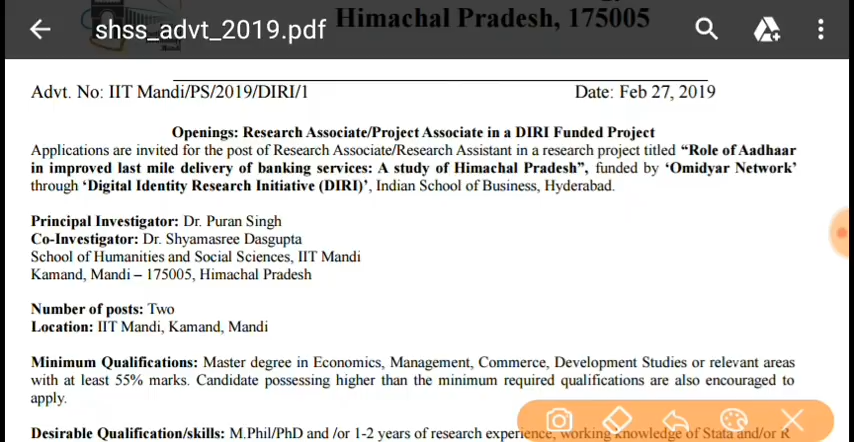 Himachal Pradesh, 175005
shss_advt_2019.pdf
Advt. No: IIT Mandi/PS/2019/DIRI/1 Date: Feb 27, 2019
Openings: Research Associate/Project Associate in a DIRI Funded Project
Applications are invited for the post of Research Associate/Research Assistant in a research project titled “Role of Aadhaar
in improved last mile delivery of banking services: A study of Himachal Pradesh”, funded by ‘Omidyar Network’
through ‘Digital Identity Research Initiative (DIRI)’, Indian School of Business, Hyderabad.
Principal Investigator: Dr. Puran Singh
Co-Investigator: Dr. Shyamasree Dasgupta
School of Humanities and Social Sciences, IIT Mandi
Kamand, Mandi – 175005, Himachal Pradesh
Number of posts: Two
Location: IIT Mandi, Kamand, Mandi
Minimum Qualifications: Master degree in Economics, Management, Commerce, Development Studies or relevant areas
with at least 55% marks. Candidate possessing higher than the minimum required qualifications are also encouraged to
apply.
Desirable Qualification/skills: M.Phil/PhD and /or 1-2 years of research experience, working knowledge of Stata and/or R